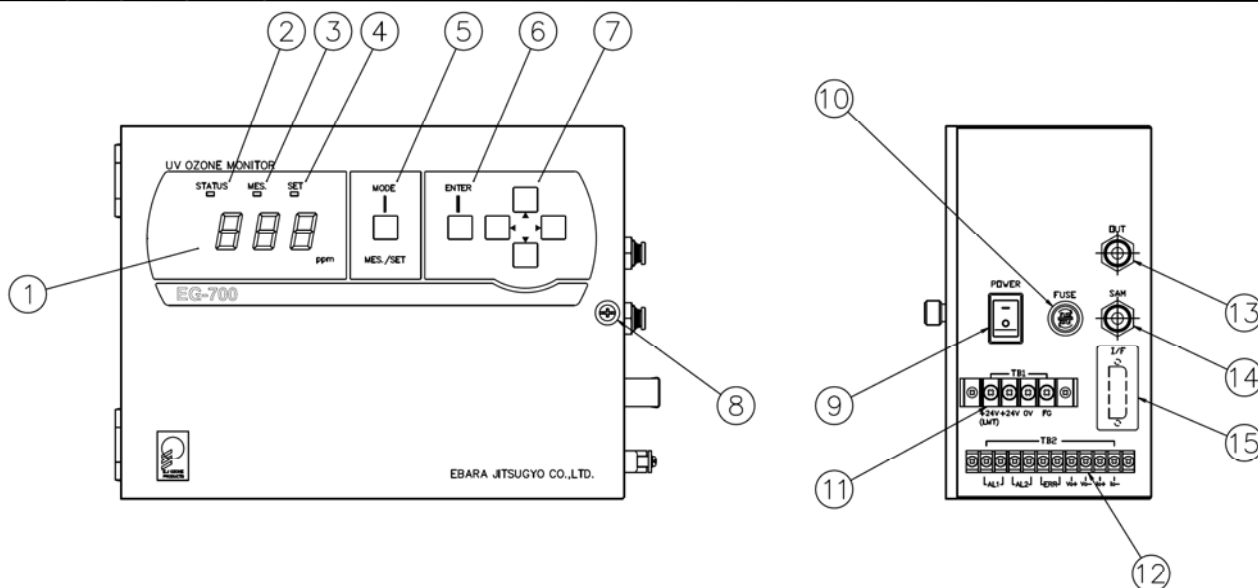 2 3 4 5 6 7
10
UV OZONE MONITOR
STATUS MES. SET
MODE
ENTER
888
ppm
MES./SET
1
EG-700
8
EBARA JITSUGYO CO.,LTD.
OUT
POWER
FUSE
SAM
13
I/F
14
9
TB1
+24V +24V 0V FG
(LMT)
15
TB2
11
AL1 AL2 ERR
12